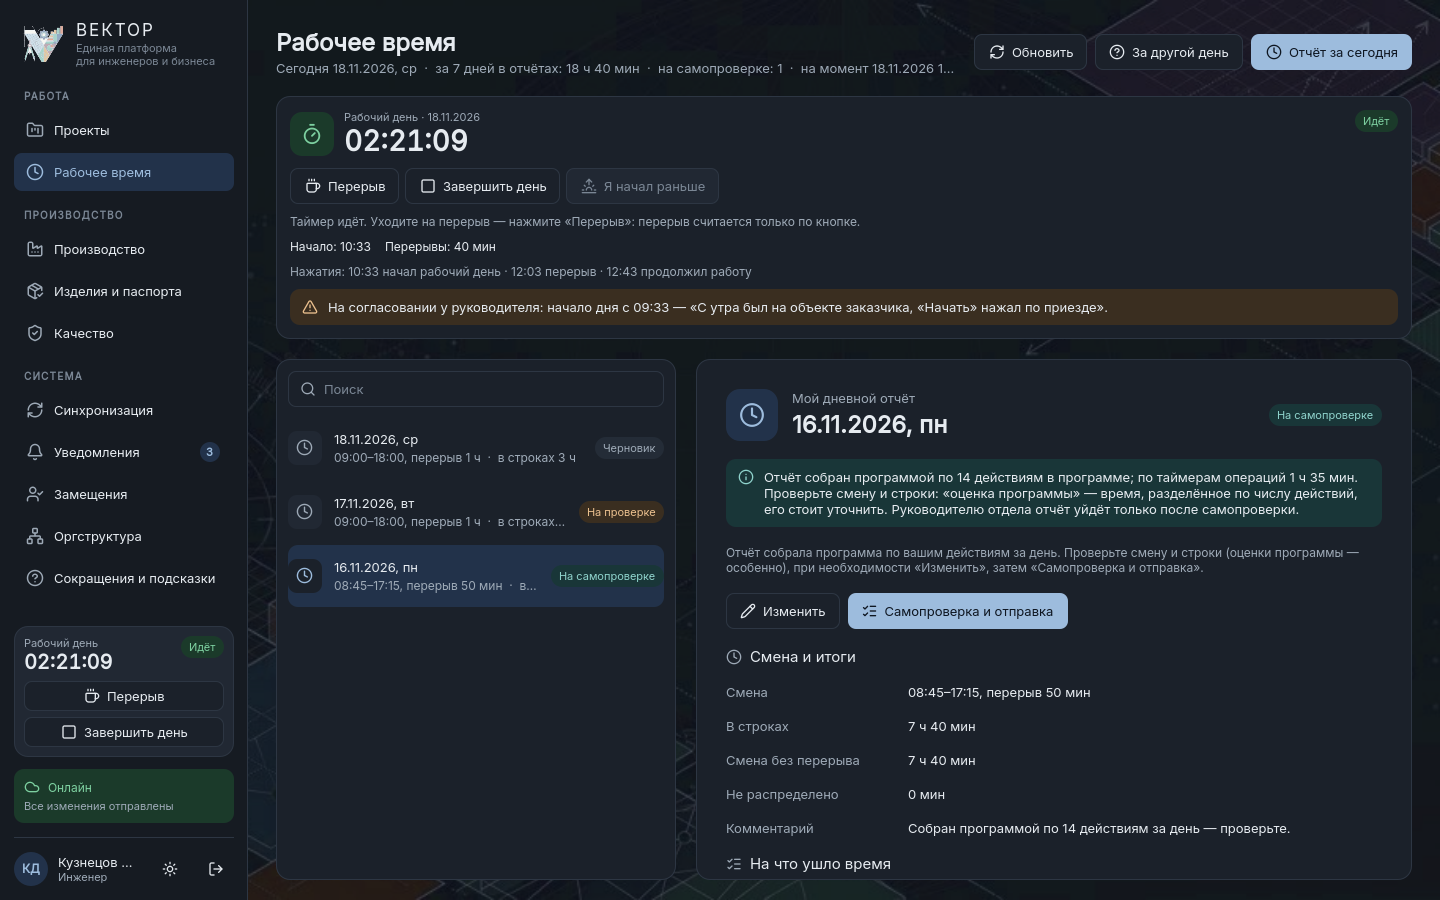 ВЕКТОР
Единая платформа
для инженеров и бизнеса
РАБОТА
Проекты
Рабочее время
ПРОИЗВОДСТВО
Производство
Изделия и паспорта
Качество
СИСТЕМА
Синхронизация
Уведомления 3
Замещения
Оргструктура
Сокращения и подсказки
Рабочий день
Идёт
02:21:09
Перерыв
Завершить день
Онлайн
Все изменения отправлены
КД
Кузнецов ...
Инженер
Рабочее время
Сегодня 18.11.2026, ср · за 7 дней в отчётах: 18 ч 40 мин · на самопроверке: 1 · на момент 18.11.2026 1...
Обновить
За другой день
Отчёт за сегодня
Рабочий день · 18.11.2026
02:21:09
Идёт
Перерыв
Завершить день
Я начал раньше
Таймер идёт. Уходите на перерыв — нажмите «Перерыв»: перерыв считается только по кнопке.
Начало: 10:33 Перерывы: 40 мин
Нажатия: 10:33 начал рабочий день · 12:03 перерыв · 12:43 продолжил работу
На согласовании у руководителя: начало дня с 09:33 — «С утра был на объекте заказчика, «Начать» нажал по приезде».
Поиск
18.11.2026, ср
09:00–18:00, перерыв 1 ч · в строках 3 ч
Черновик
17.11.2026, вт
09:00–18:00, перерыв 1 ч · в строках...
На проверке
16.11.2026, пн
08:45–17:15, перерыв 50 мин · в...
На самопроверке
Мой дневной отчёт
16.11.2026, пн
На самопроверке
Отчёт собран программой по 14 действиям в программе; по таймерам операций 1 ч 35 мин.
Проверьте смену и строки: «оценка программы» — время, разделённое по числу действий,
его стоит уточнить. Руководителю отдела отчёт уйдёт только после самопроверки.
Отчёт собрала программа по вашим действиям за день. Проверьте смену и строки (оценки программы —
особенно), при необходимости «Изменить», затем «Самопроверка и отправка».
Изменить
Самопроверка и отправка
Смена и итоги
Смена 08:45–17:15, перерыв 50 мин
В строках 7 ч 40 мин
Смена без перерыва 7 ч 40 мин
Не распределено 0 мин
Комментарий Собран программой по 14 действиям за день — проверьте.
На что ушло время